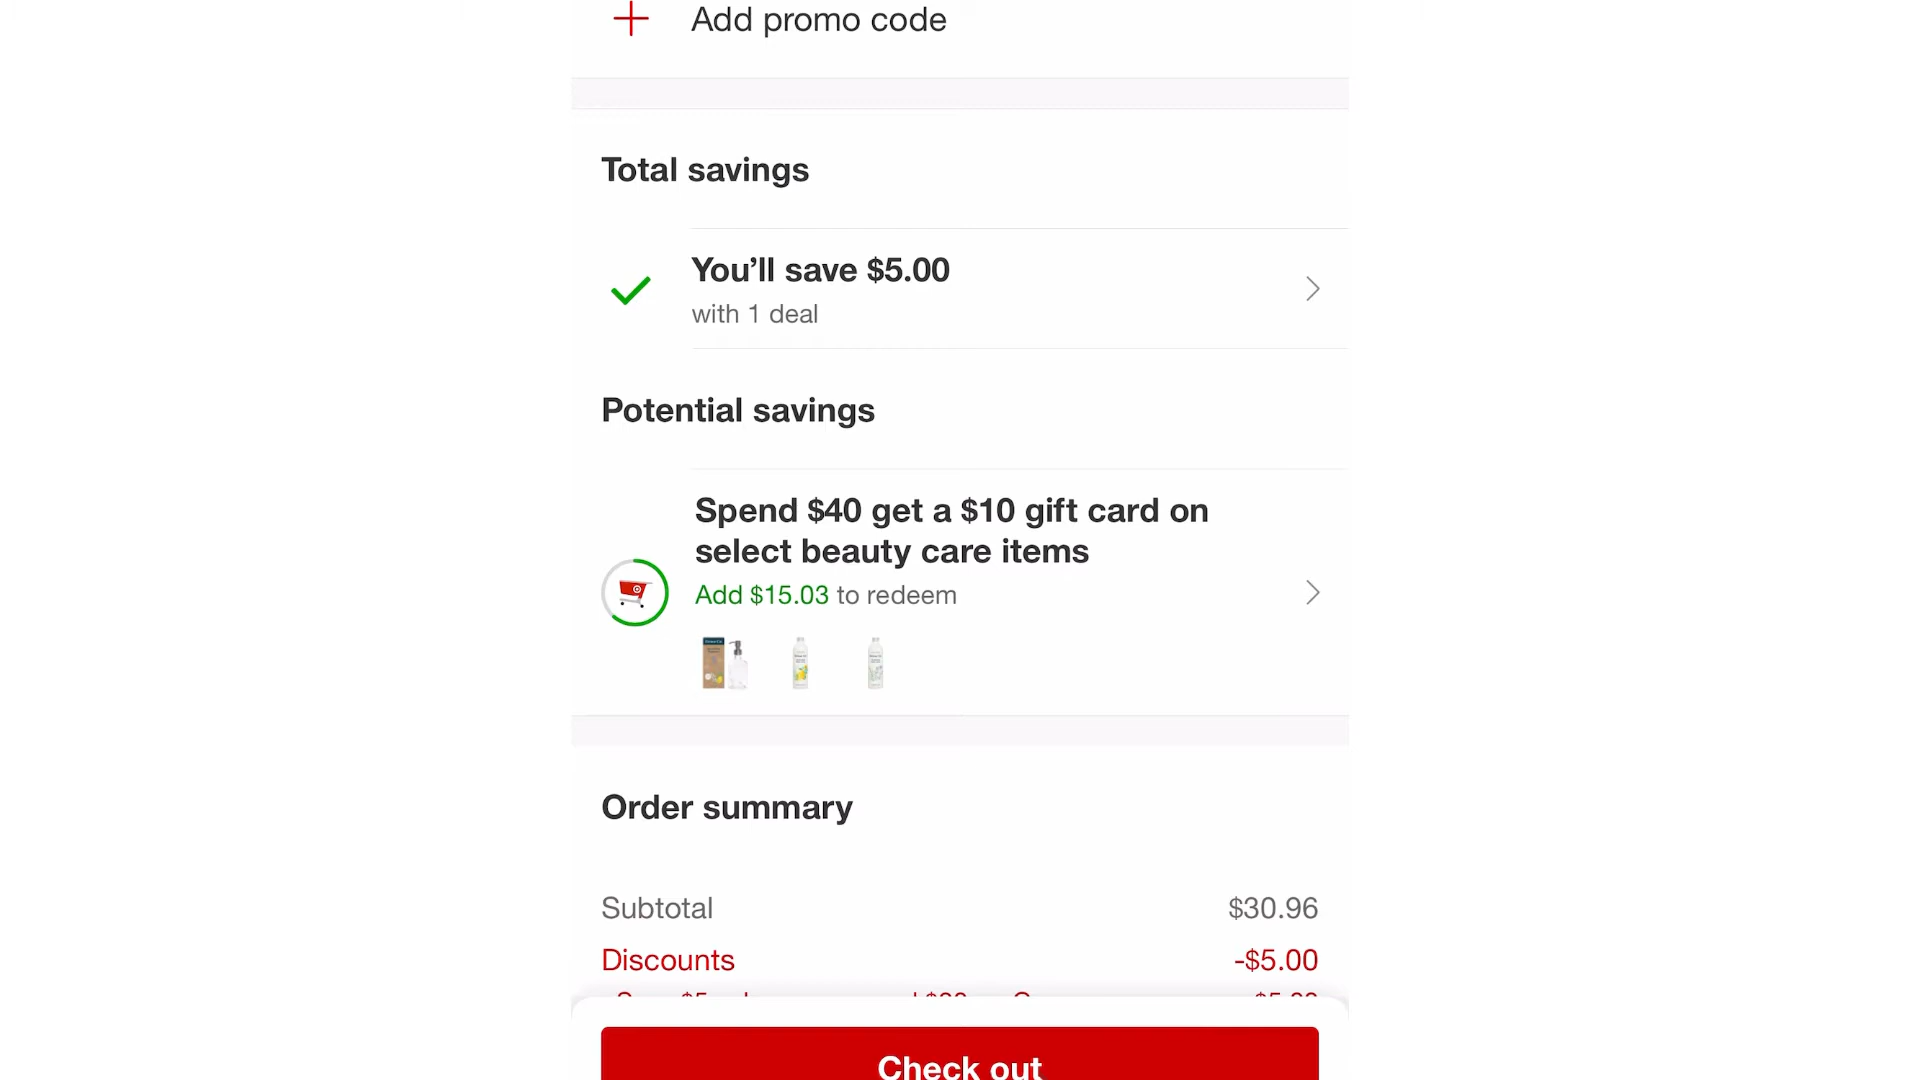 Add promo code
Total savings
You’ll save $5.00
with 1 deal
Potential savings
Spend $40 get a $10 gift card on
select beauty care items
Add $15.03 to redeem
Order summary
Subtotal $30.96
Discounts -$5.00
Check out